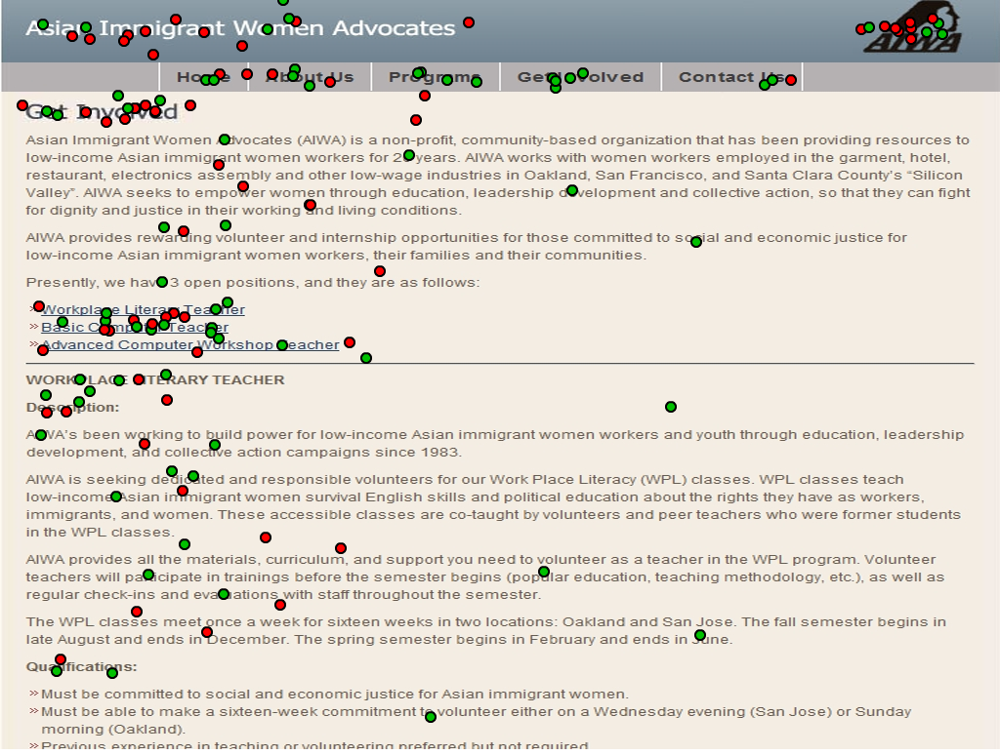 Asian Immigrant Women Advocates
AIWA
Home About Us Programs Get Involved Contact Us
Get Involved
Asian Immigrant Women Advocates (AIWA) is a non-profit, community-based organization that has been providing resources to
low-income Asian immigrant women workers for years. AIWA works with women workers employed in the garment, hotel,
restaurant, electronics assembly and other low-wage industries in Oakland, San Francisco, and Santa Clara County's “Silicon
Valley”. AIWA seeks to empower women through education, leadership development and collective action, so that they can fight
for dignity and justice in their working and living conditions.
AIWA provides rewarding volunteer and internship opportunities for those committed to social and economic justice for
low-income Asian immigrant women workers, their families and their communities.
Presently, we have 3 open positions, and they are as follows:
» Workplace Literary Teacher
» Basic Computer Teacher
» Advanced Computer Workshop Teacher
WORKPLACE LITERARY TEACHER
Description:
AIWA's been working to build power for low-income Asian immigrant women workers and youth through education, leadership
development, and collective action campaigns since 1983.
AIWA is seeking dedicated and responsible volunteers for our Work Place Literacy (WPL) classes. WPL classes teach
low-income Asian immigrant women survival English skills and political education about the rights they have as workers,
immigrants, and women. These accessible classes are co-taught by volunteers and peer teachers who were former students
in the WPL classes.
AIWA provides all the materials, curriculum, and support you need to volunteer as a teacher in the WPL program. Volunteer
teachers will participate in trainings before the semester begins (popular education, teaching methodology, etc.), as well as
regular check-ins and evaluations with staff throughout the semester.
The WPL classes meet once a week for sixteen weeks in two locations: Oakland and San Jose. The fall semester begins in
late August and ends in December. The spring semester begins in February and ends in June.
Qualifications:
» Must be committed to social and economic justice for Asian immigrant women.
» Must be able to make a sixteen-week commitment to volunteer either on a Wednesday evening (San Jose) or Sunday
morning (Oakland).
» Previous experience in teaching or volunteering preferred but not required.